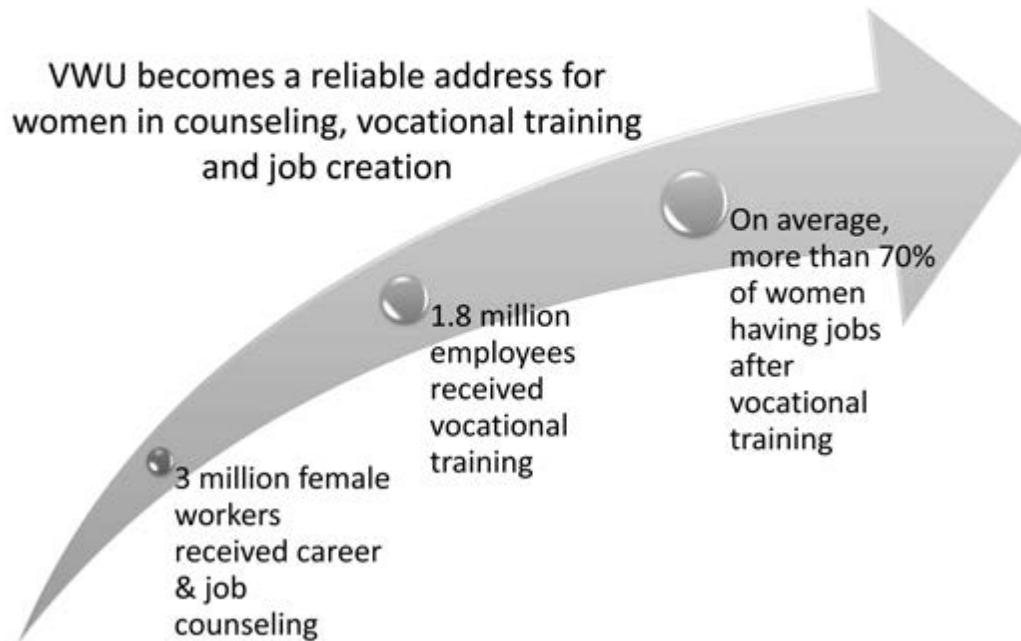 VWU becomes a reliable address for
women in counseling, vocational training
and job creation
3 million female
workers
received career
& job
counseling
1.8 million
employees
received
vocational
training
On average,
more than 70%
of women
having jobs
after
vocational
training